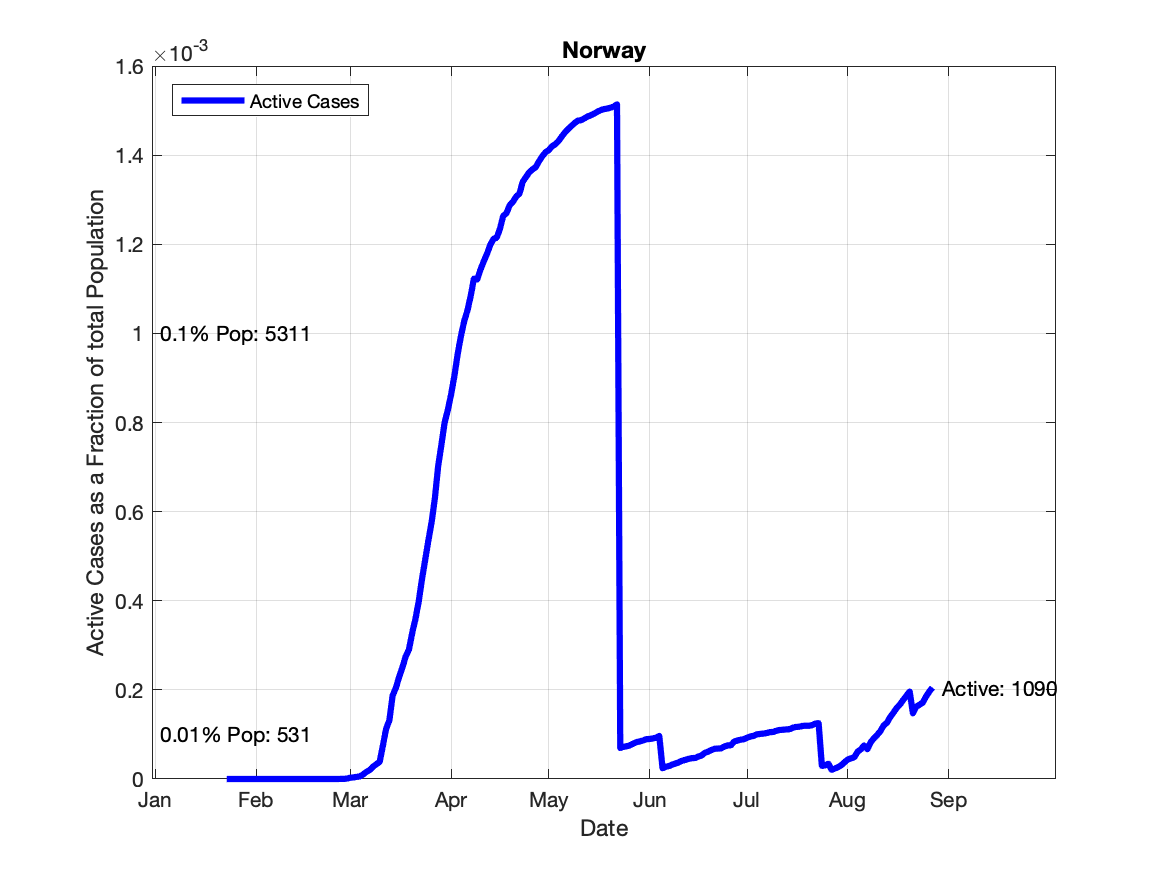 Norway
×10-3
1.6
Active Cases
1.4
1.2
1
0.1% Pop: 5311
0.8
0.6
0.4
0.2
Active: 1090
0.01% Pop: 531
0
Active Cases as a Fraction of total Population
Jan Feb Mar Apr May Jun Jul Aug Sep
Date